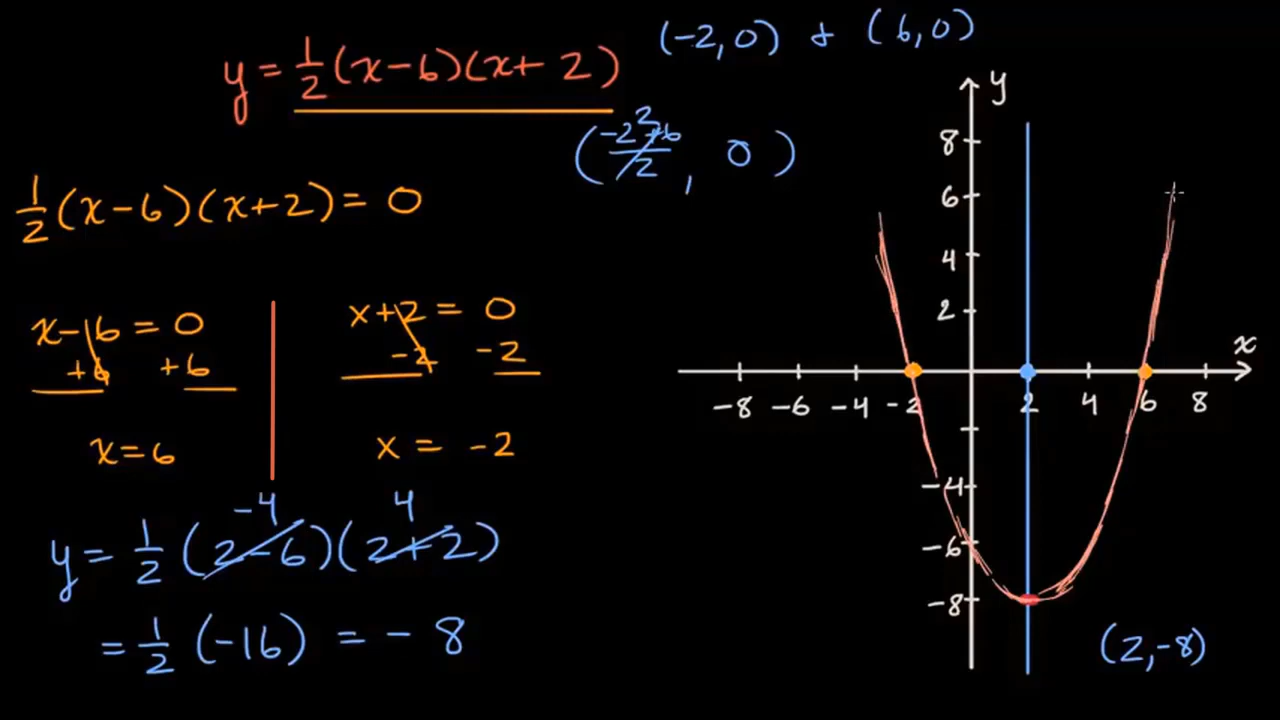 y = 1/2 (x-6)(x+2)
(-2,0) + (6,0)
(-2+6/2, 0)
2
1/2 (x-6)(x+2) = 0
x-6 = 0
+6 +6
x = 6
x+2 = 0
-2 -2
x = -2
-4 4
y = 1/2 (2-6)(2+2)
= 1/2 (-16) = -8
y
8
6
4
2
x
-8 -6 -4 -2 2 4 6 8
-4
-6
-8
(2,-8)